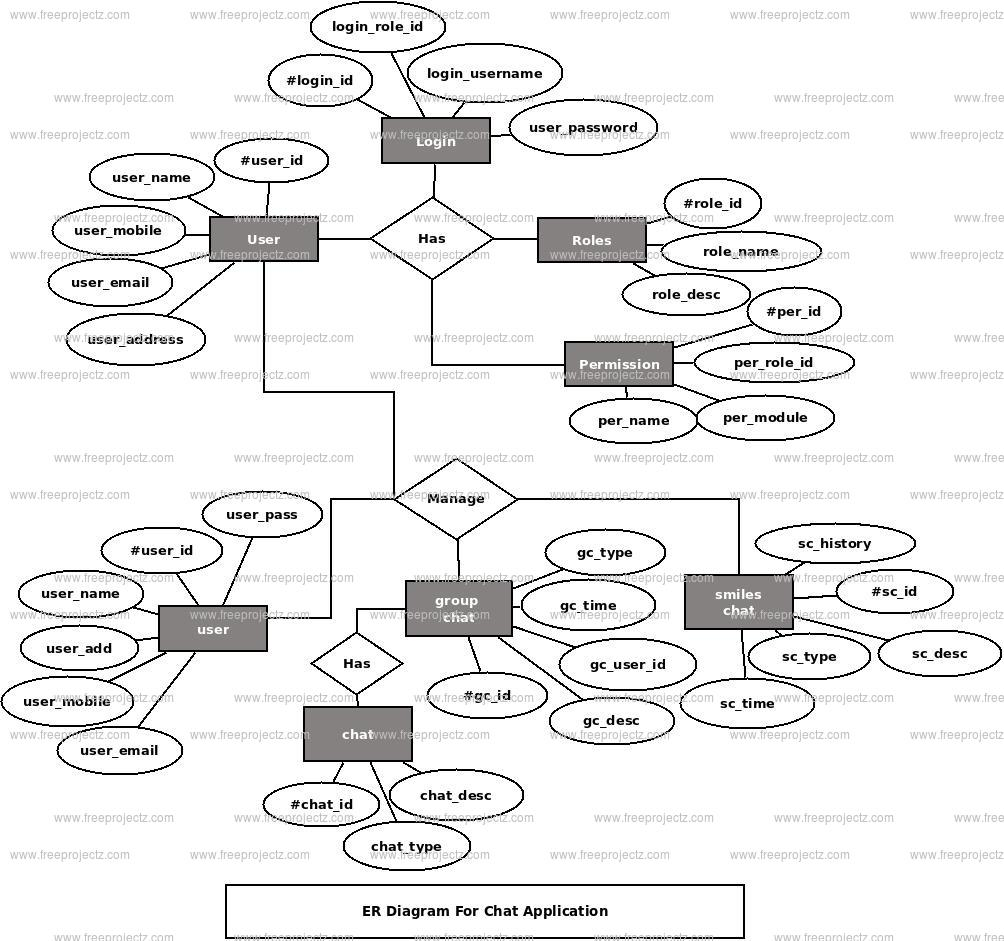 login_role_id
#login_id
login_username
user_password
Login
#user_id
user_name
user_mobile
user_email
user_address
User
Has
Roles
#role_id
role_name
role_desc
Permission
#per_id
per_role_id
per_module
per_name
Manage
user_pass
#user_id
user_name
user_add
user_mobile
user_email
user
group
chat
gc_type
gc_time
gc_user_id
gc_desc
#gc_id
smiles
chat
sc_history
#sc_id
sc_desc
sc_type
sc_time
Has
chat
#chat_id
chat_desc
chat_type
ER Diagram For Chat Application
www.freeprojectz.com